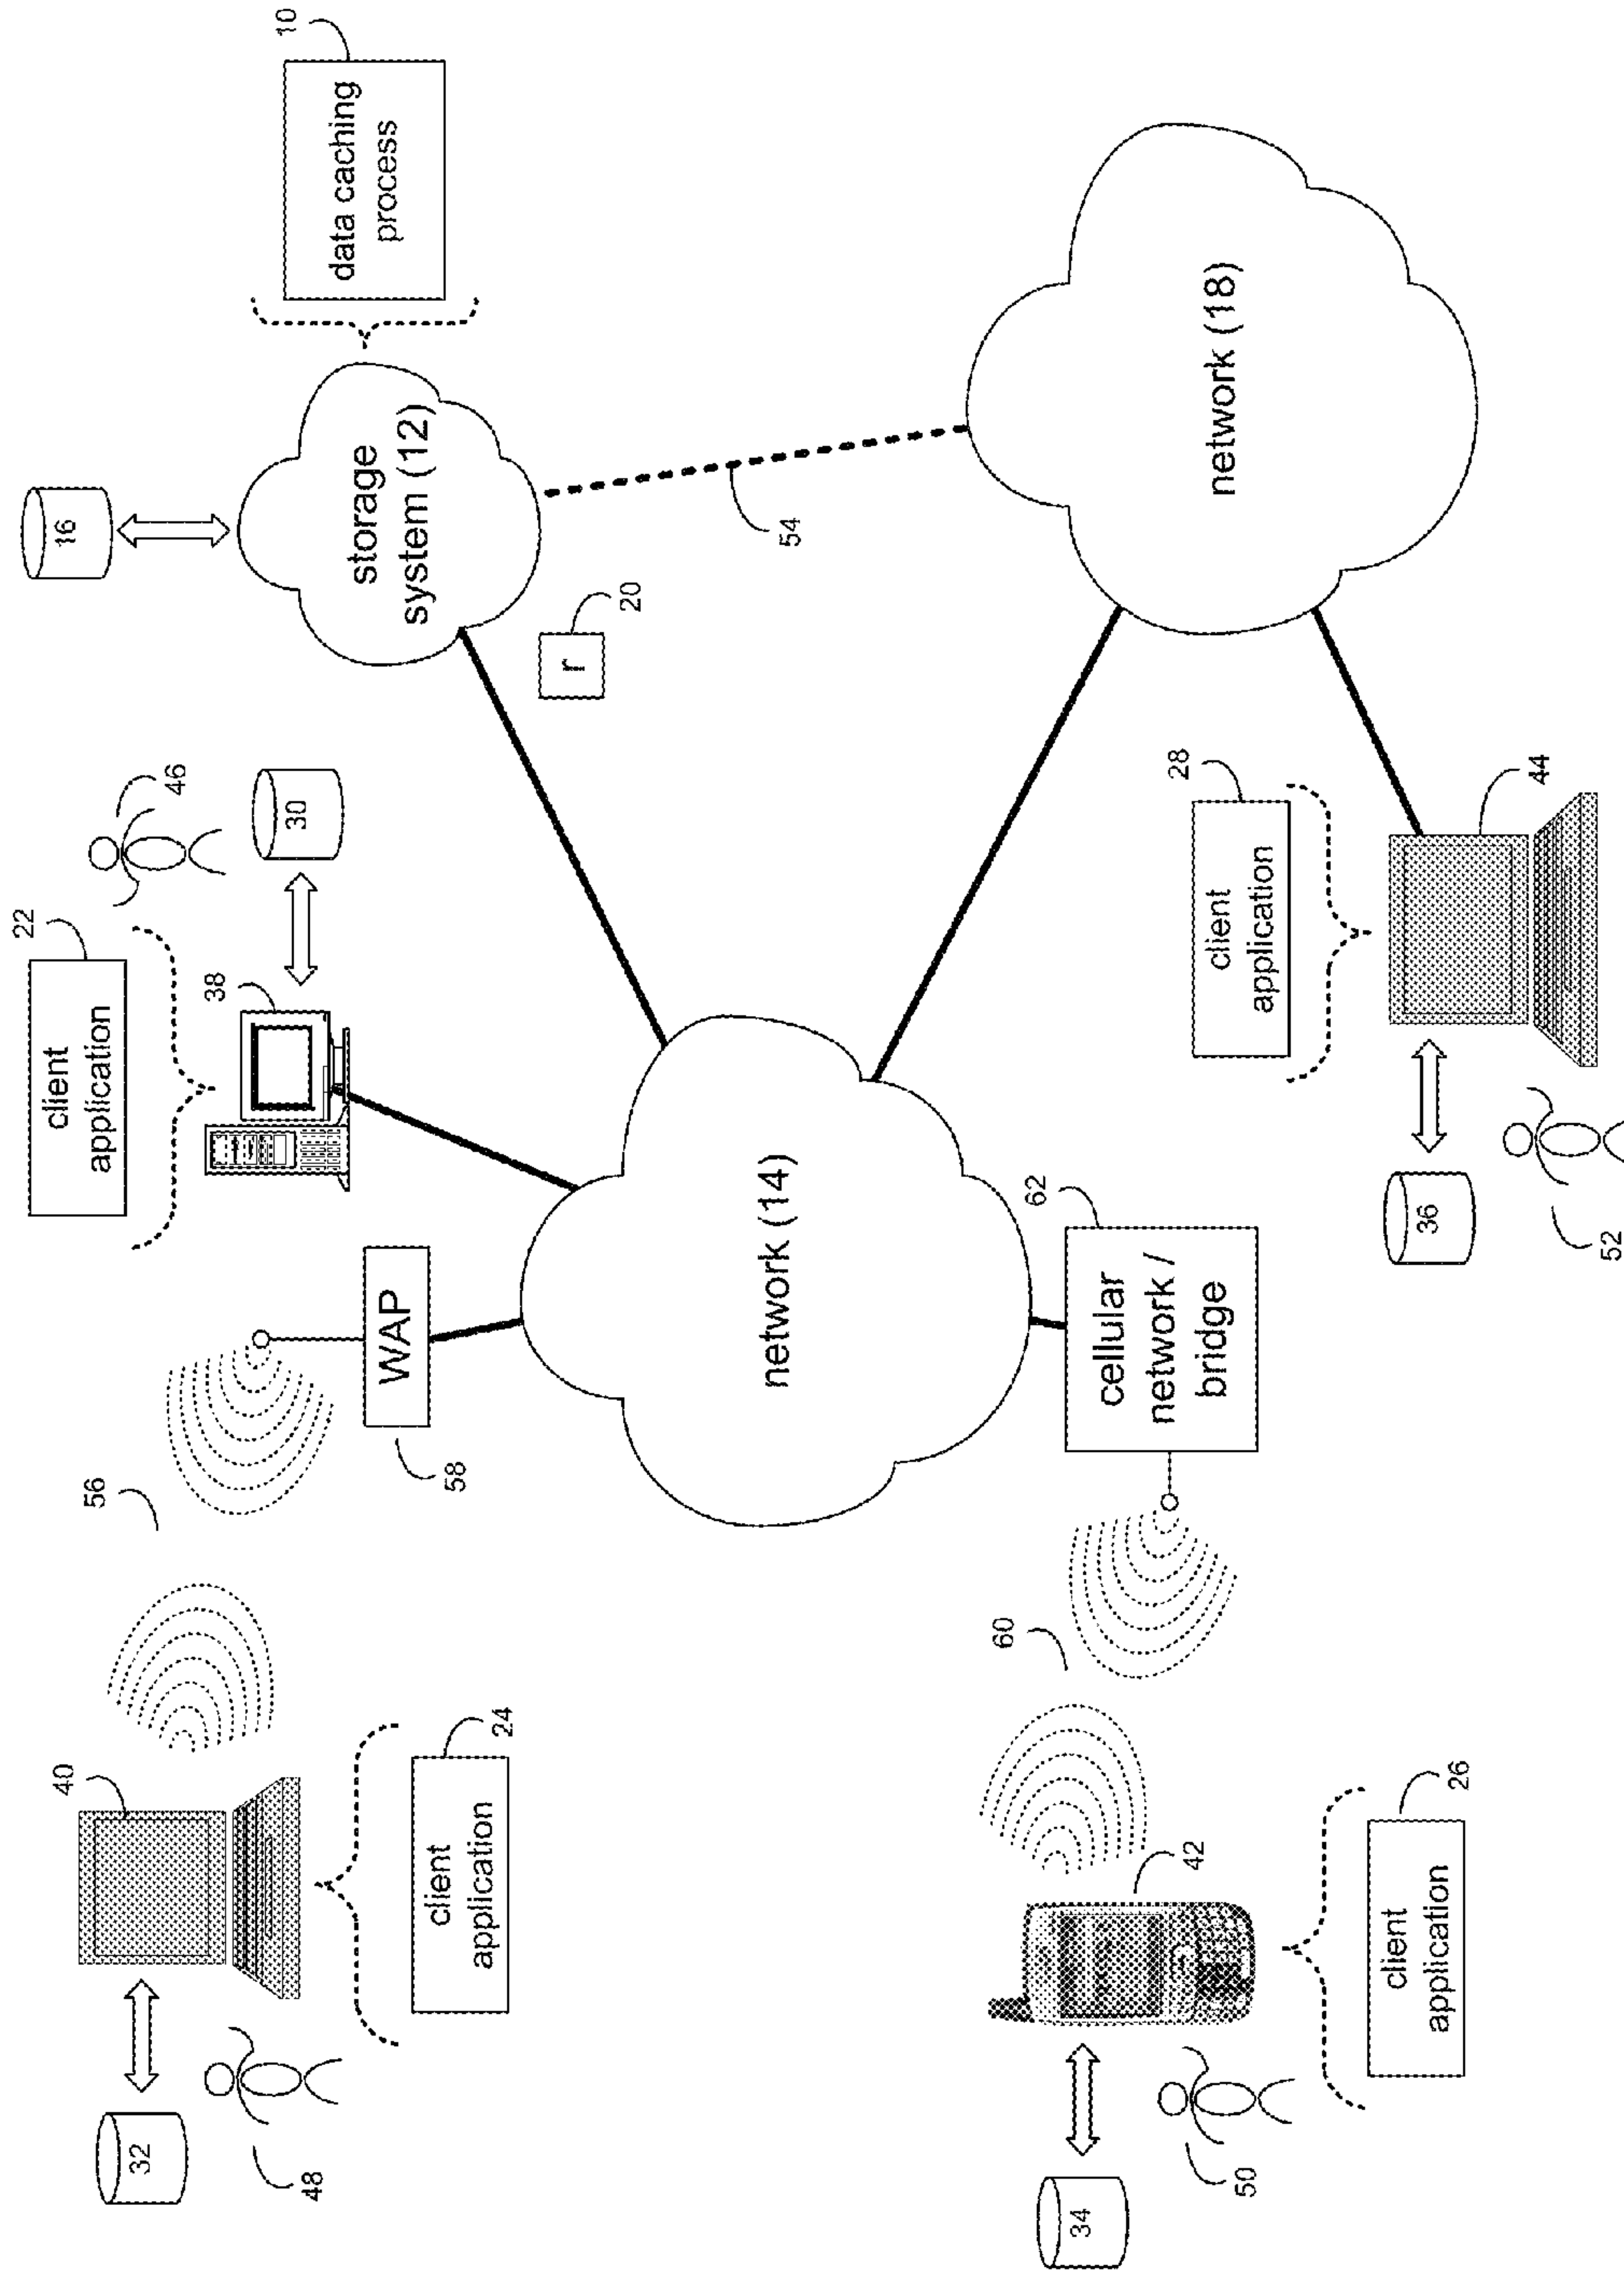 32
40
48
client
application
24
56
WAP
58
client
application
22
38
46
30
16
storage
system (12)
data caching
process
10
r
20
54
network (14)
network (18)
34
50
42
client
application
26
60
cellular
network /
bridge
62
36
52
client
application
28
44